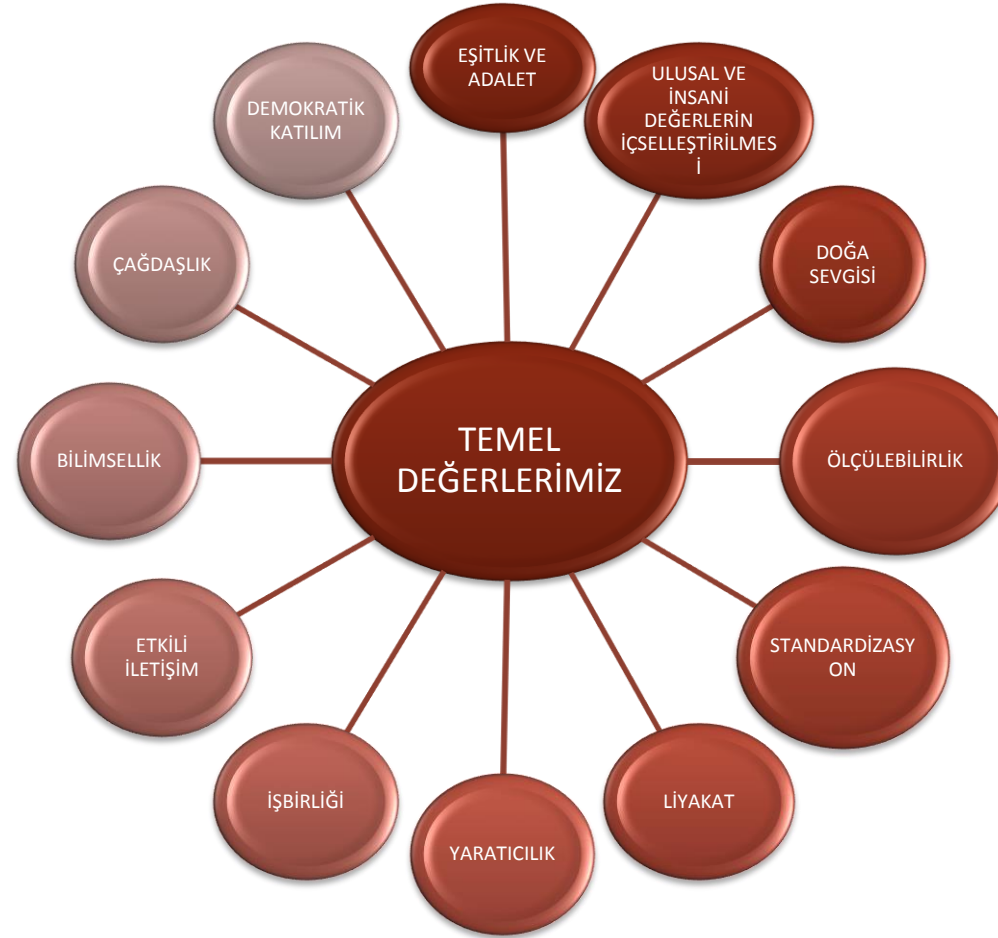 EŞİTLİK VE
ADALET
ULUSAL VE
İNSANİ
DEĞERLERİN
İÇSELLEŞTİRİLMES
İ
DOĞA
SEVGİSİ
ÖLÇÜLEBİLİRLİK
STANDARDİZASY
ON
LİYAKAT
YARATICILIK
İŞBİRLİĞİ
ETKİLİ
İLETİŞİM
BİLİMSELLİK
ÇAĞDAŞLIK
DEMOKRATİK
KATILIM
TEMEL
DEĞERLERİMİZ